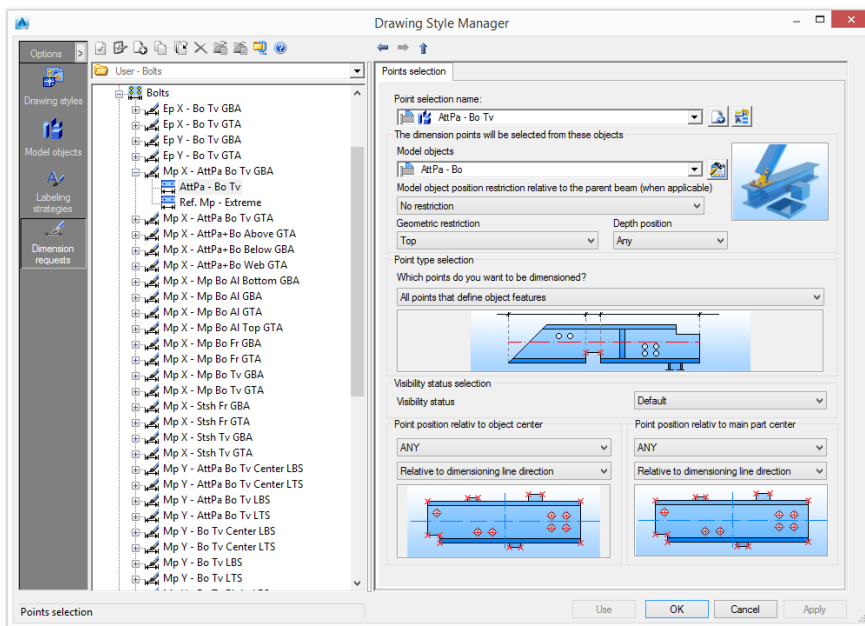 Drawing Style Manager
Options
>
Drawing styles
Model objects
Labeling
strategies
Dimension
requests
User - Bolts
Bolts
Ep X - Bo Tv GBA
Ep X - Bo Tv GTA
Ep Y - Bo Tv GBA
Ep Y - Bo Tv GTA
Mp X - AttPa Bo Tv GBA
AttPa - Bo Tv
Ref. Mp - Extreme
Mp X - AttPa Bo Tv GTA
Mp X - AttPa+Bo Above GTA
Mp X - AttPa+Bo Below GBA
Mp X - AttPa+Bo Web GTA
Mp X - Mp Bo Al Bottom GBA
Mp X - Mp Bo Al GBA
Mp X - Mp Bo Al GTA
Mp X - Mp Bo Al Top GTA
Mp X - Mp Bo Fr GBA
Mp X - Mp Bo Fr GTA
Mp X - Mp Bo Tv GBA
Mp X - Mp Bo Tv GTA
Mp X - Stsh Fr GBA
Mp X - Stsh Fr GTA
Mp X - Stsh Tv GBA
Mp X - Stsh Tv GTA
Mp Y - AttPa Bo Tv Center LBS
Mp Y - AttPa Bo Tv Center LTS
Mp Y - AttPa Bo Tv LBS
Mp Y - AttPa Bo Tv LTS
Mp Y - Bo Tv Center LBS
Mp Y - Bo Tv Center LTS
Mp Y - Bo Tv LBS
Mp Y - Bo Tv LTS
Points selection
Point selection name:
AttPa - Bo Tv
The dimension points will be selected from these objects
Model objects
AttPa - Bo
Model object position restriction relative to the parent beam (when applicable)
No restriction
Geometric restriction
Depth position
Top
Any
Point type selection
Which points do you want to be dimensioned?
All points that define object features
Visibility status selection
Visibility status
Default
Point position relativ to object center
Point position relativ to main part center
ANY
ANY
Relative to dimensioning line direction
Relative to dimensioning line direction
Points selection
Use
OK
Cancel
Apply